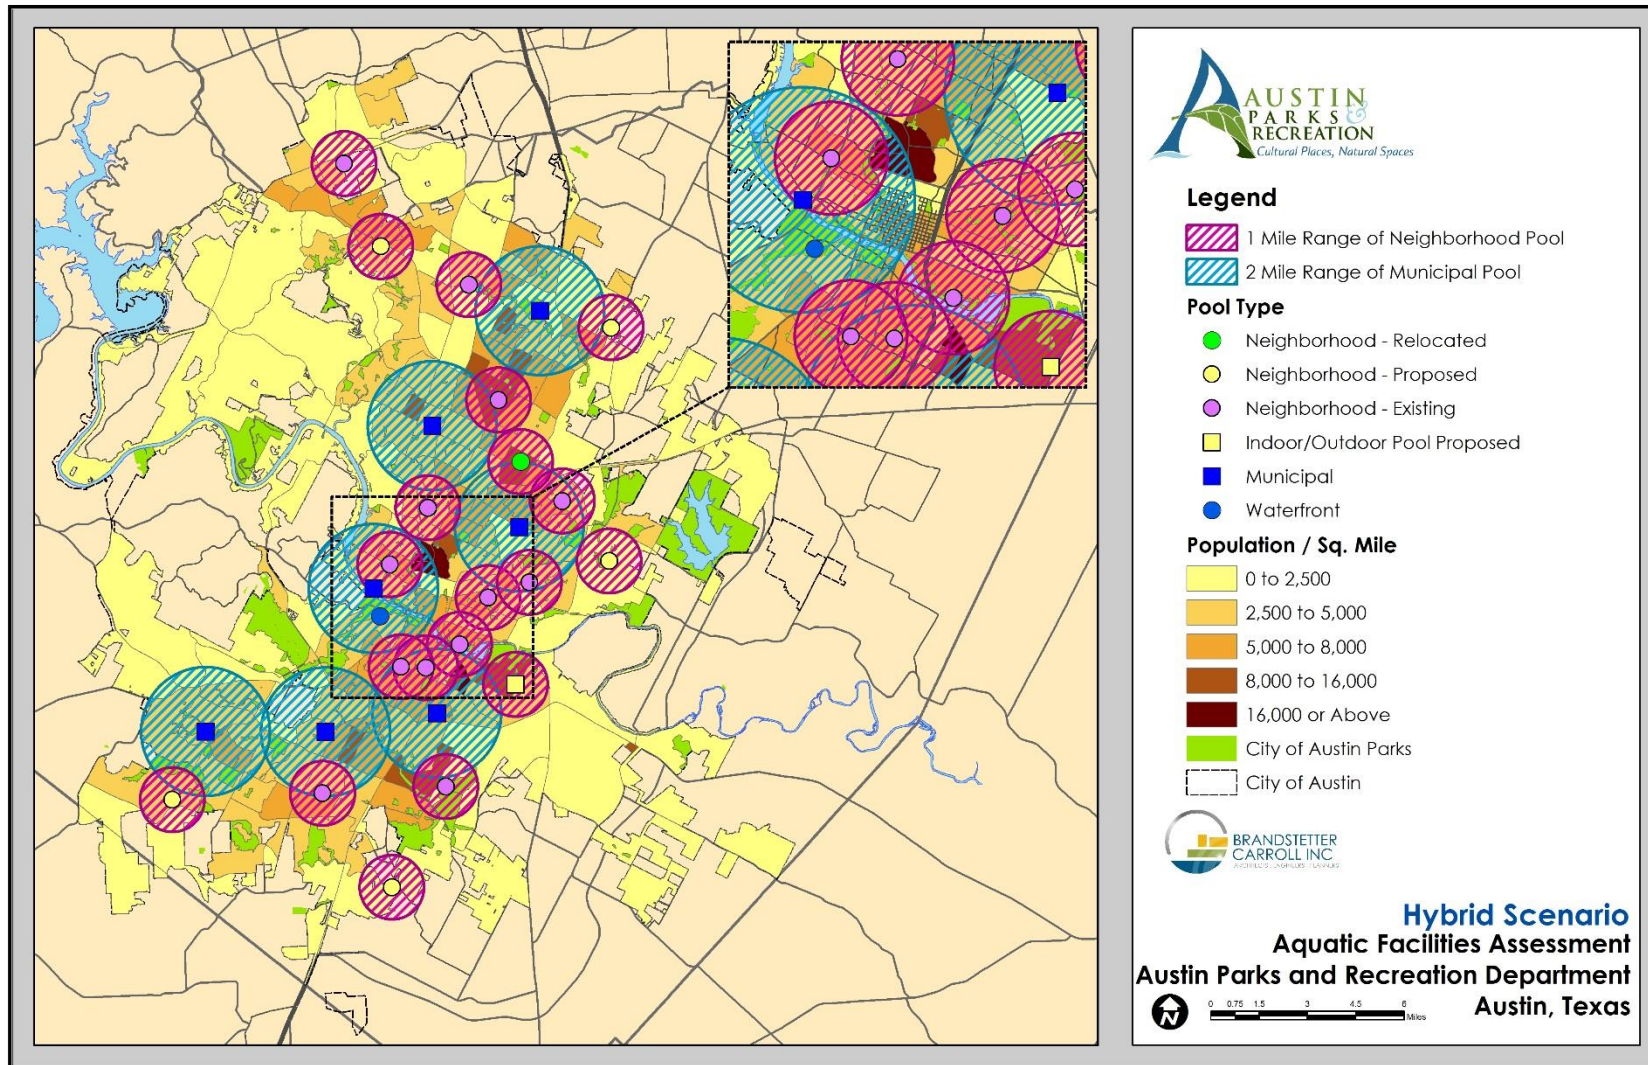 AUSTIN
PARKS &
RECREATION
Cultural Places, Natural Spaces
Legend
1 Mile Range of Neighborhood Pool
2 Mile Range of Municipal Pool
Pool Type
Neighborhood - Relocated
Neighborhood - Proposed
Neighborhood - Existing
Indoor/Outdoor Pool Proposed
Municipal
Waterfront
Population / Sq. Mile
0 to 2,500
2,500 to 5,000
5,000 to 8,000
8,000 to 16,000
16,000 or Above
City of Austin Parks
City of Austin
BRANDSTETTER
CARROLL INC
Hybrid Scenario
Aquatic Facilities Assessment
Austin Parks and Recreation Department
Austin, Texas
N
0 0.75 1.5 3 4.5 6
Miles